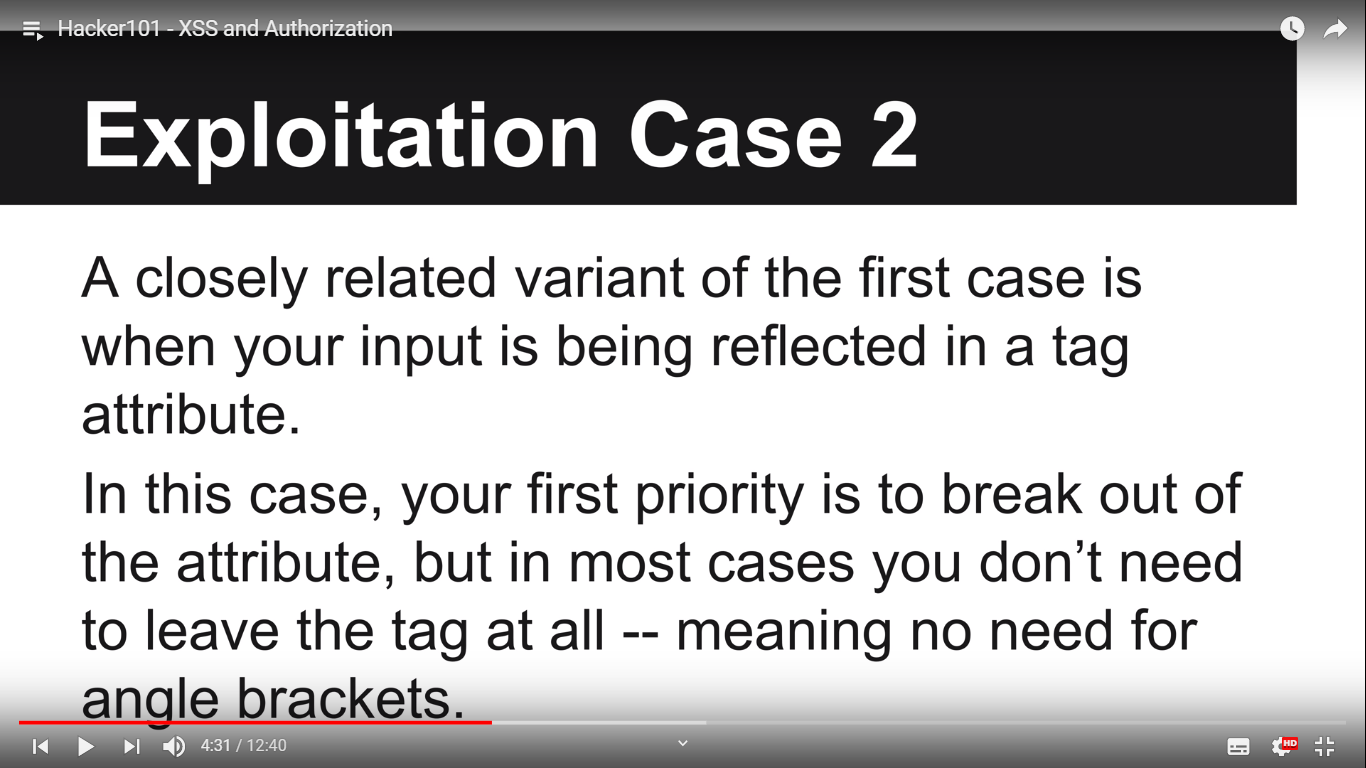 Hacker101 - XSS and Authorization
Exploitation Case 2
A closely related variant of the first case is
when your input is being reflected in a tag
attribute.
In this case, your first priority is to break out of
the attribute, but in most cases you don’t need
to leave the tag at all -- meaning no need for
angle brackets.
4:31 / 12:40
HD